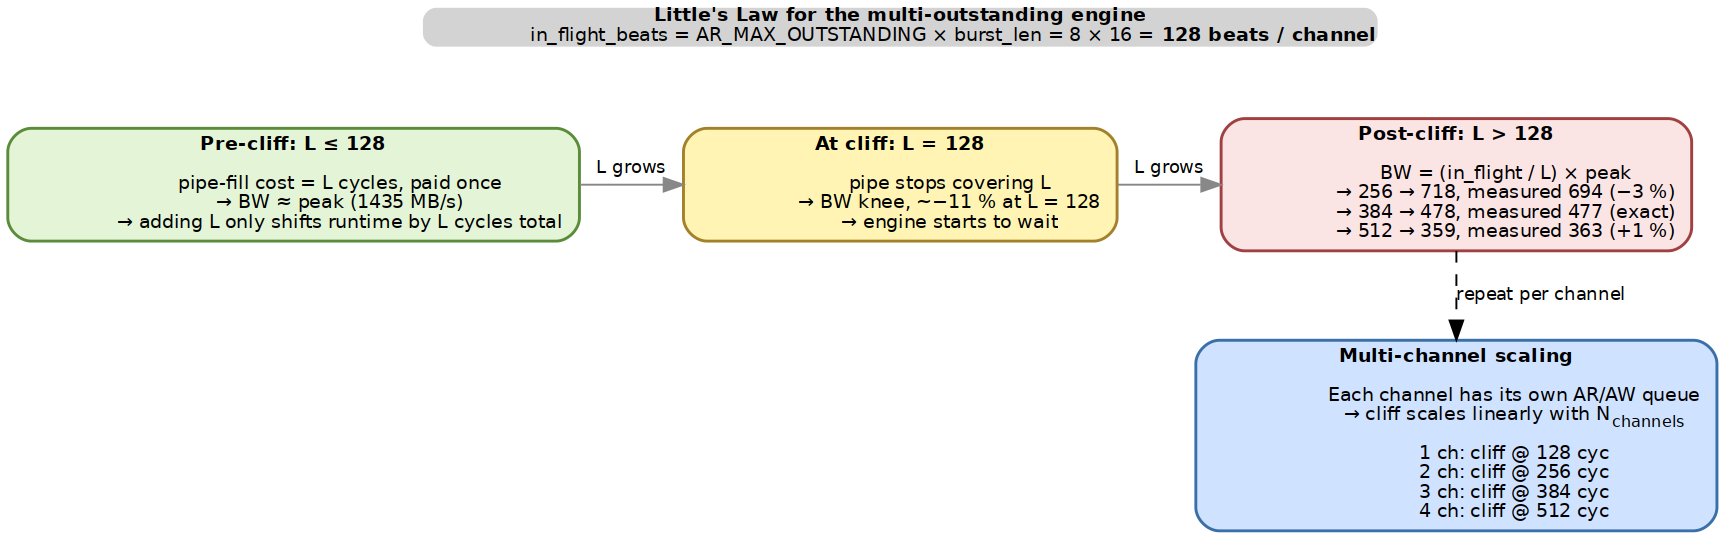 Little's Law for the multi-outstanding engine
in_flight_beats = AR_MAX_OUTSTANDING × burst_len = 8 × 16 = 128 beats / channel
Pre-cliff: L ≤ 128
pipe-fill cost = L cycles, paid once
→ BW ≈ peak (1435 MB/s)
→ adding L only shifts runtime by L cycles total
L grows
At cliff: L = 128
pipe stops covering L
→ BW knee, ~−11 % at L = 128
→ engine starts to wait
L grows
Post-cliff: L > 128
BW = (in_flight / L) × peak
→ 256 → 718, measured 694 (−3 %)
→ 384 → 478, measured 477 (exact)
→ 512 → 359, measured 363 (+1 %)
repeat per channel
Multi-channel scaling
Each channel has its own AR/AW queue
→ cliff scales linearly with Nchannels
1 ch: cliff @ 128 cyc
2 ch: cliff @ 256 cyc
3 ch: cliff @ 384 cyc
4 ch: cliff @ 512 cyc